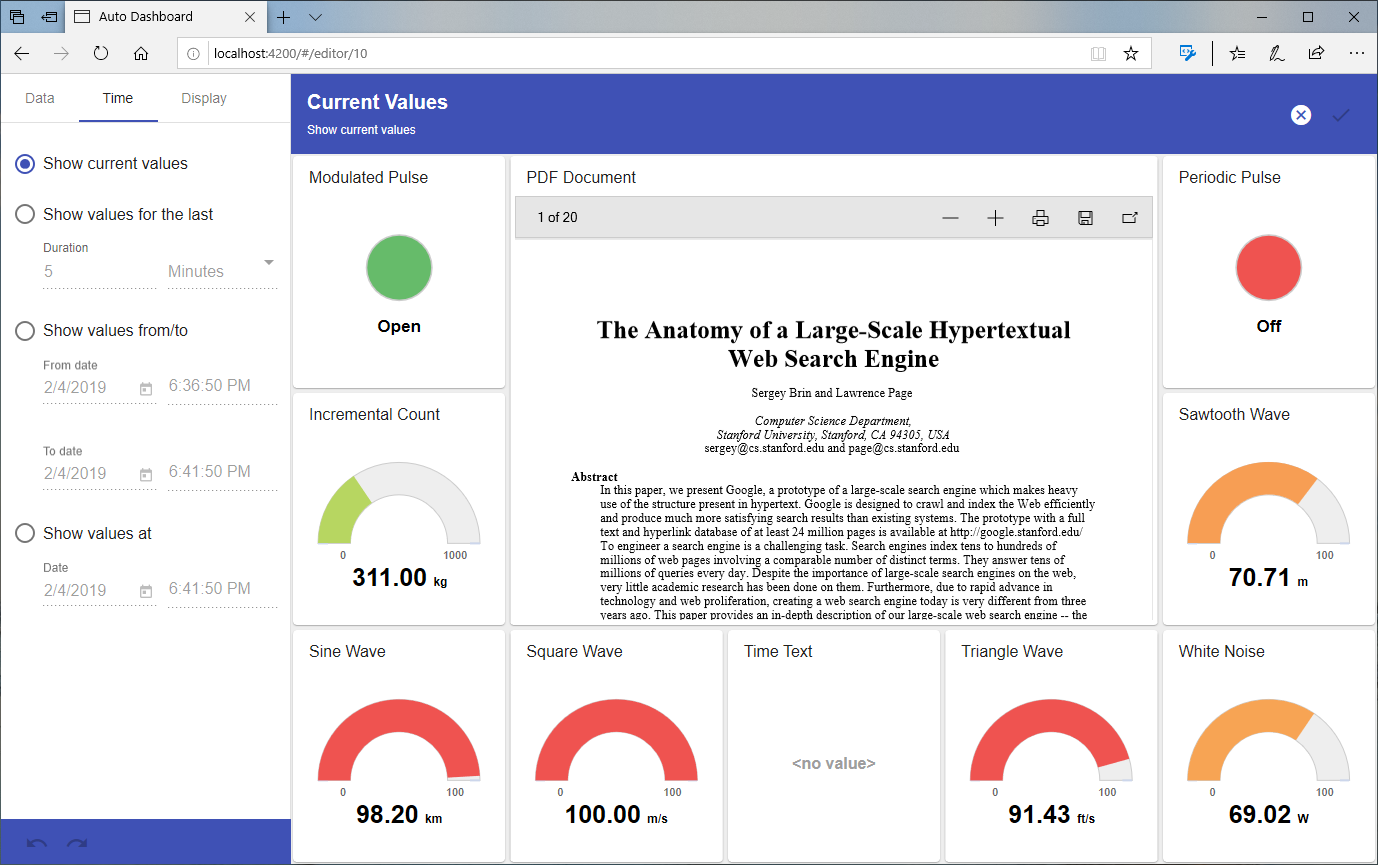 Auto Dashboard
localhost:4200/#/editor/10
Data Time Display
Show current values
Show values for the last
Duration
5 Minutes
Show values from/to
From date
2/4/2019 6:36:50 PM
To date
2/4/2019 6:41:50 PM
Show values at
Date
2/4/2019 6:41:50 PM
Current Values
Show current values
Modulated Pulse
Open
PDF Document
1 of 20
The Anatomy of a Large-Scale Hypertextual
Web Search Engine
Sergey Brin and Lawrence Page
Computer Science Department,
Stanford University, Stanford, CA 94305, USA
sergey@cs.stanford.edu and page@cs.stanford.edu
Abstract
In this paper, we present Google, a prototype of a large-scale search engine which makes heavy
use of the structure present in hypertext. Google is designed to crawl and index the Web efficiently
and produce much more satisfying search results than existing systems. The prototype with a full
text and hyperlink database of at least 24 million pages is available at http://google.stanford.edu/
To engineer a search engine is a challenging task. Search engines index tens to hundreds of
millions of web pages involving a comparable number of distinct terms. They answer tens of
millions of queries every day. Despite the importance of large-scale search engines on the web,
very little academic research has been done on them. Furthermore, due to rapid advance in
technology and web proliferation, creating a web search engine today is very different from three
years ago. This paper provides an in-depth description of our large-scale web search engine -- the
Periodic Pulse
Off
Incremental Count
0 1000
311.00 kg
Sawtooth Wave
0 100
70.71 m
Sine Wave
0 100
98.20 km
Square Wave
0 100
100.00 m/s
Time Text
<no value>
Triangle Wave
0 100
91.43 ft/s
White Noise
0 100
69.02 W